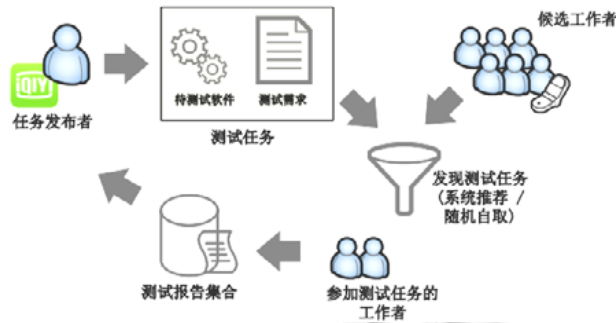 候选工作者
iQIY
任务发布者
待测试软件
测试需求
测试任务
发现测试任务
(系统推荐 /
随机自取)
测试报告集合
参加测试任务的
工作者